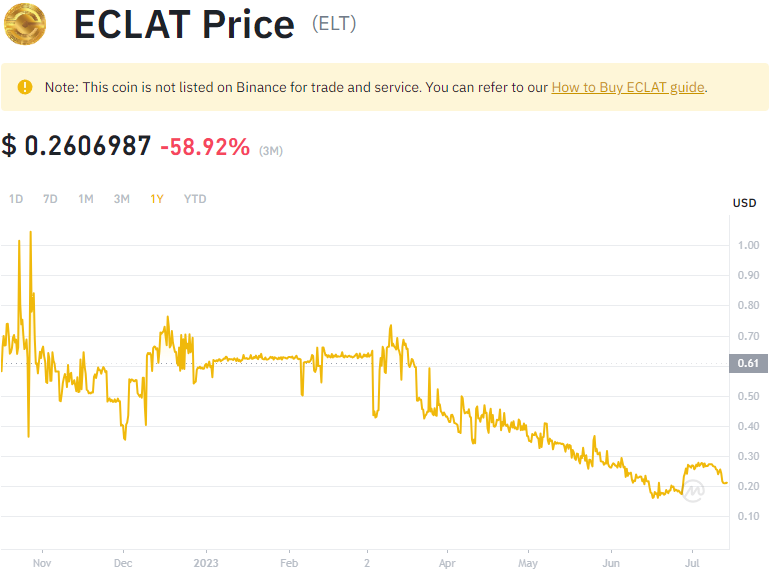 ECLAT Price (ELT)
Note: This coin is not listed on Binance for trade and service. You can refer to our How to Buy ECLAT guide.
$ 0.2606987 -58.92% (3M)
1D 7D 1M 3M 1Y YTD
USD
1.00
0.90
0.80
0.70
0.61
0.50
0.40
0.30
0.20
0.10
Nov Dec 2023 Feb 2 Apr May Jun Jul